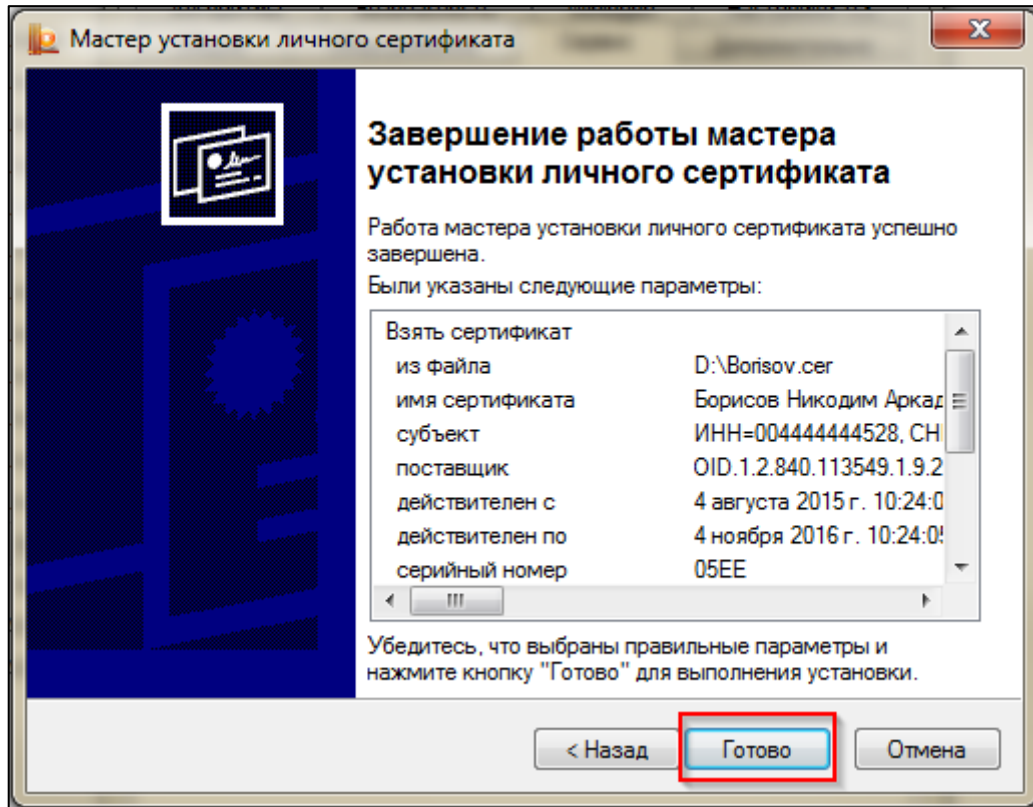 Мастер установки личного сертификата
Завершение работы мастера
установки личного сертификата
Работа мастера установки личного сертификата успешно
завершена.
Были указаны следующие параметры:
Взять сертификат
из файла D:\Borisov.cer
имя сертификата Борисов Никодим Аркад
субъект ИНН=004444444528, СН
поставщик OID.1.2.840.113549.1.9.2
действителен с 4 августа 2015 г. 10:24:0
действителен по 4 ноября 2016 г. 10:24:05
серийный номер 05EE
Убедитесь, что выбраны правильные параметры и
нажмите кнопку "Готово" для выполнения установки.
< Назад Готово Отмена